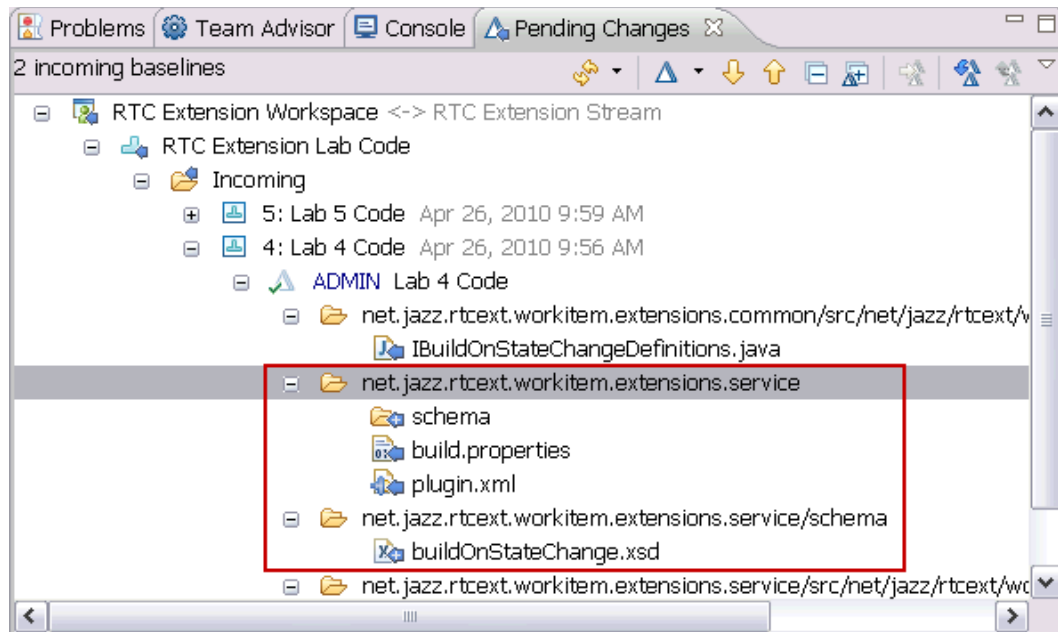 Problems Team Advisor Console Pending Changes
2 incoming baselines
RTC Extension Workspace <-> RTC Extension Stream
RTC Extension Lab Code
Incoming
5: Lab 5 Code Apr 26, 2010 9:59 AM
4: Lab 4 Code Apr 26, 2010 9:56 AM
ADMIN Lab 4 Code
net.jazz.rtcext.workitem.extensions.common/src/net/jazz/rtcext/
IBuildOnStateChangeDefinitions.java
net.jazz.rtcext.workitem.extensions.service
schema
build.properties
plugin.xml
net.jazz.rtcext.workitem.extensions.service/schema
buildOnStateChange.xsd
net.jazz.rtcext.workitem.extensions.service/src/net/jazz/rtcext/